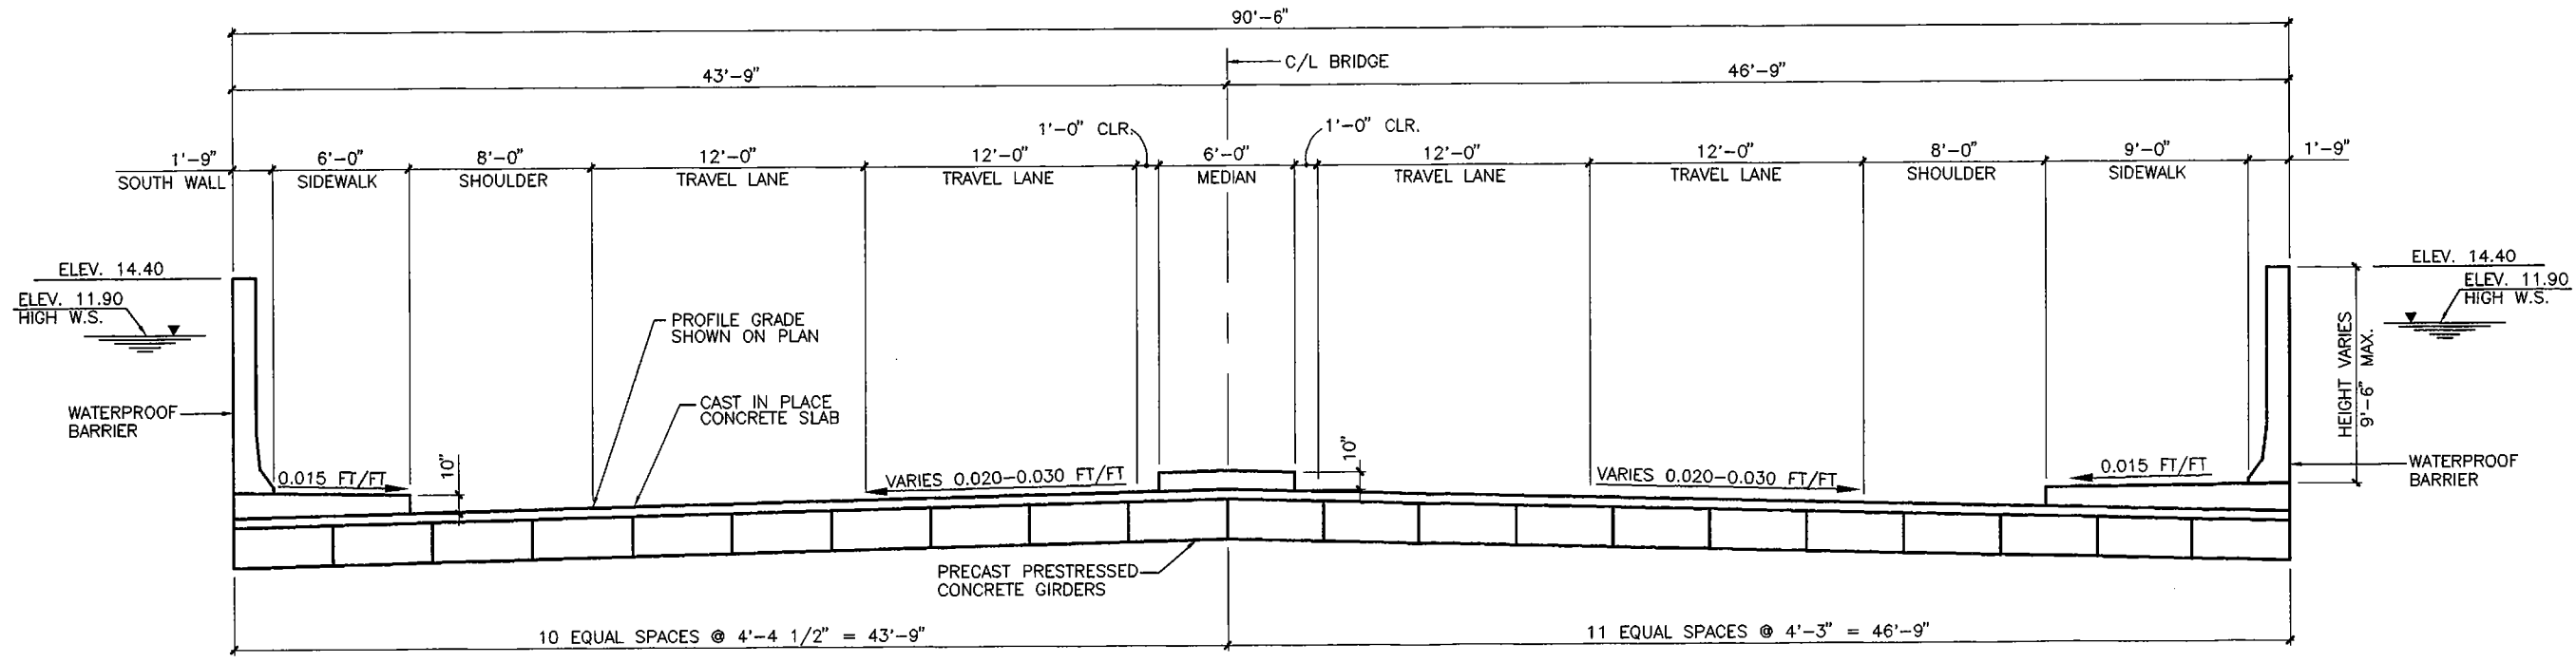 90'-6"
C/L BRIDGE
43'-9"
46'-9"
1'-0" CLR.
1'-0" CLR.
1'-9"
6'-0"
8'-0"
12'-0"
12'-0"
6'-0"
12'-0"
12'-0"
8'-0"
9'-0"
1'-9"
SOUTH WALL
SIDEWALK
SHOULDER
TRAVEL LANE
TRAVEL LANE
MEDIAN
TRAVEL LANE
TRAVEL LANE
SHOULDER
SIDEWALK
ELEV. 14.40
ELEV. 11.90
HIGH W.S.
ELEV. 14.40
ELEV. 11.90
HIGH W.S.
PROFILE GRADE
SHOWN ON PLAN
HEIGHT VARIES
9'-6" MAX.
WATERPROOF
BARRIER
CAST IN PLACE
CONCRETE SLAB
0.015 FT/FT
10"
VARIES 0.020-0.030 FT/FT
10"
VARIES 0.020-0.030 FT/FT
0.015 FT/FT
WATERPROOF
BARRIER
PRECAST PRESTRESSED
CONCRETE GIRDERS
10 EQUAL SPACES @ 4'-4 1/2" = 43'-9"
11 EQUAL SPACES @ 4'-3" = 46'-9"